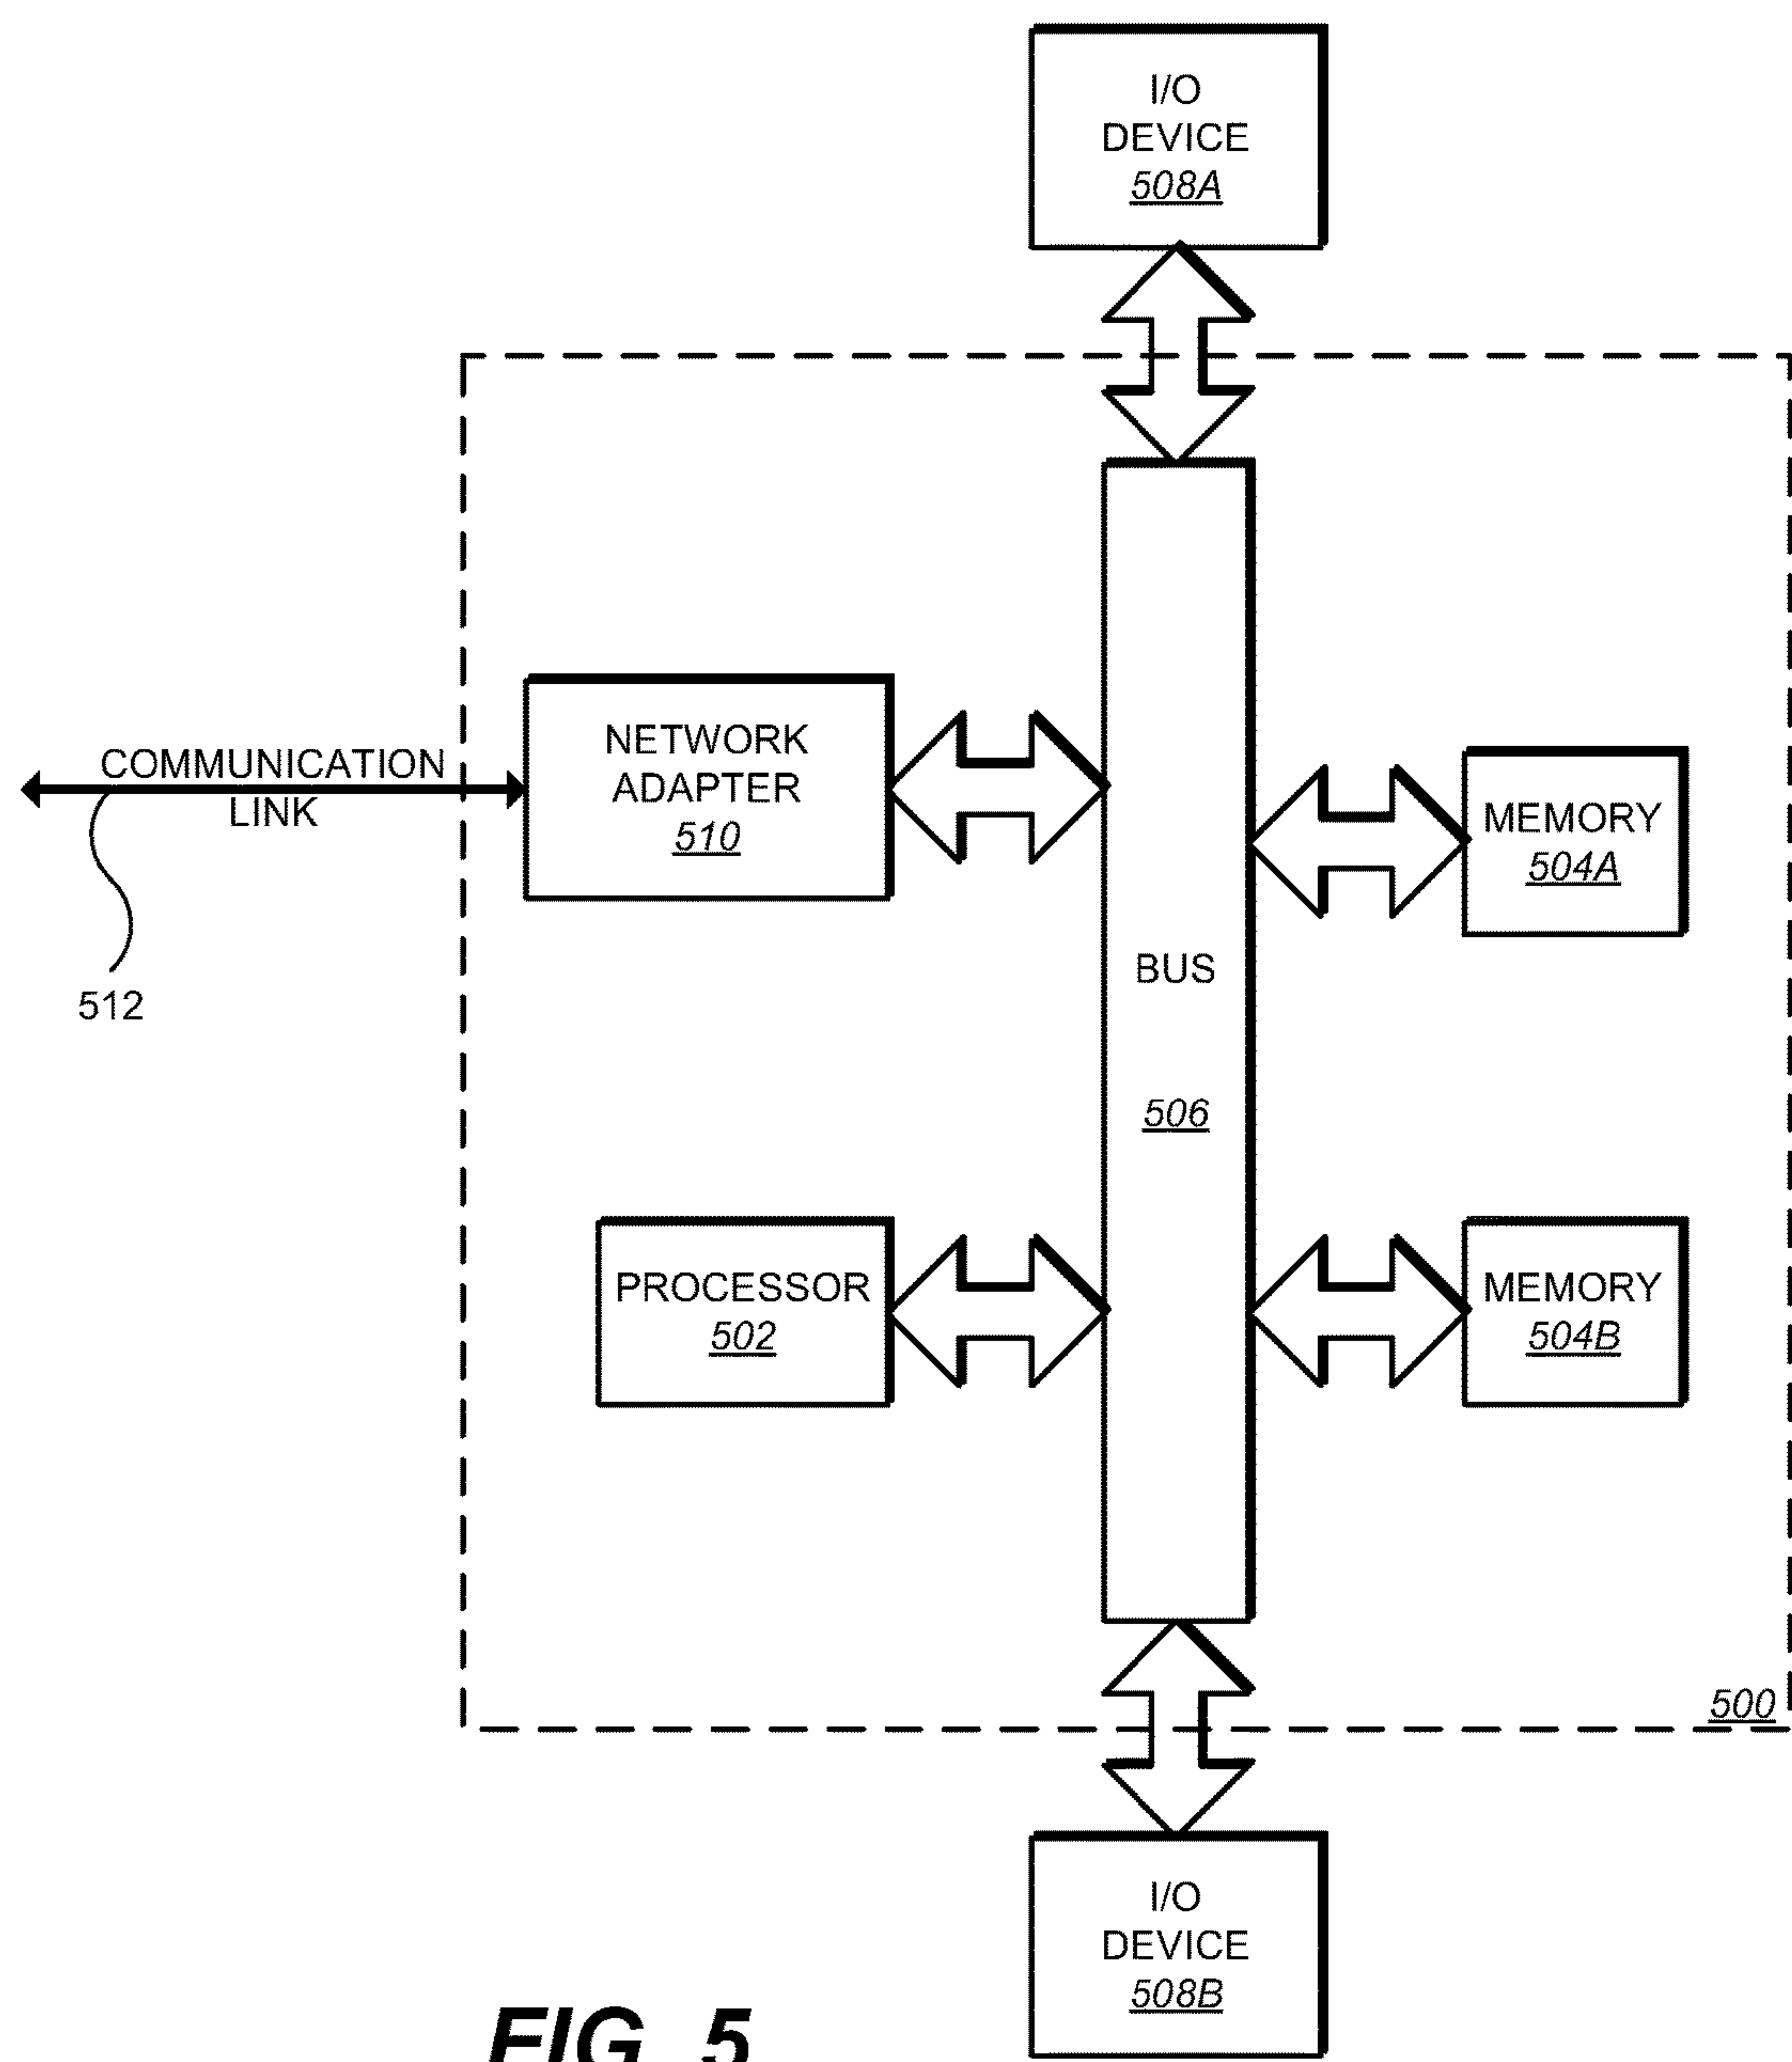 I/O
DEVICE
508A
COMMUNICATION
LINK
512
NETWORK
ADAPTER
510
MEMORY
504A
BUS
506
PROCESSOR
502
MEMORY
504B
500
I/O
DEVICE
508B
FIG. 5